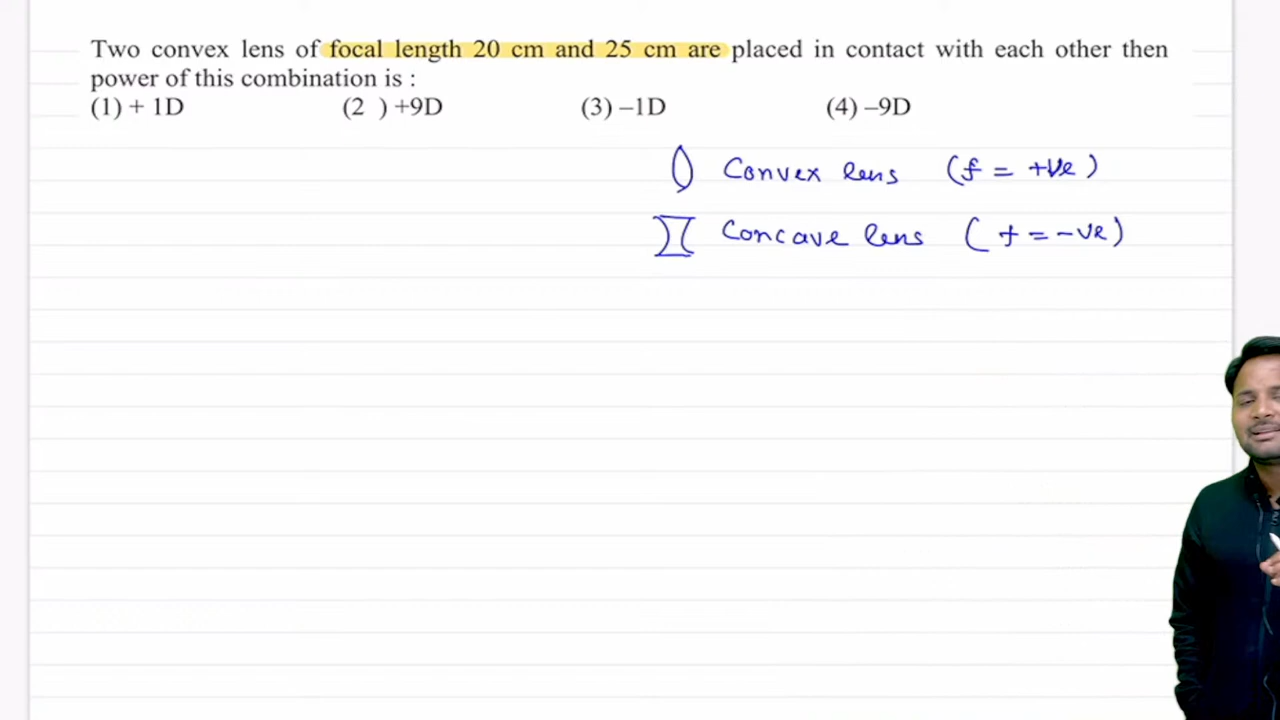 Two convex lens of focal length 20 cm and 25 cm are placed in contact with each other then
power of this combination is :
(1) + 1D (2 ) +9D (3) –1D (4) –9D
Convex lens (f = +ve)
Concave lens (f = -ve)